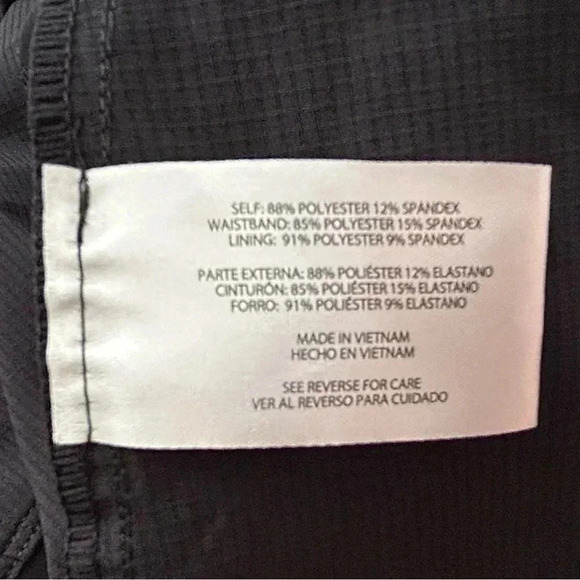 SELF: 88% POLYESTER 12% SPANDEX
WAISTBAND: 85% POLYESTER 15% SPANDEX
LINING: 91% POLYESTER 9% SPANDEX
PARTE EXTERNA: 88% POLIÉSTER 12% ELASTANO
CINTURÓN: 85% POLIÉSTER 15% ELASTANO
FORRO: 91% POLIÉSTER 9% ELASTANO
MADE IN VIETNAM
HECHO EN VIETNAM
SEE REVERSE FOR CARE
VER AL REVERSO PARA CUIDADO